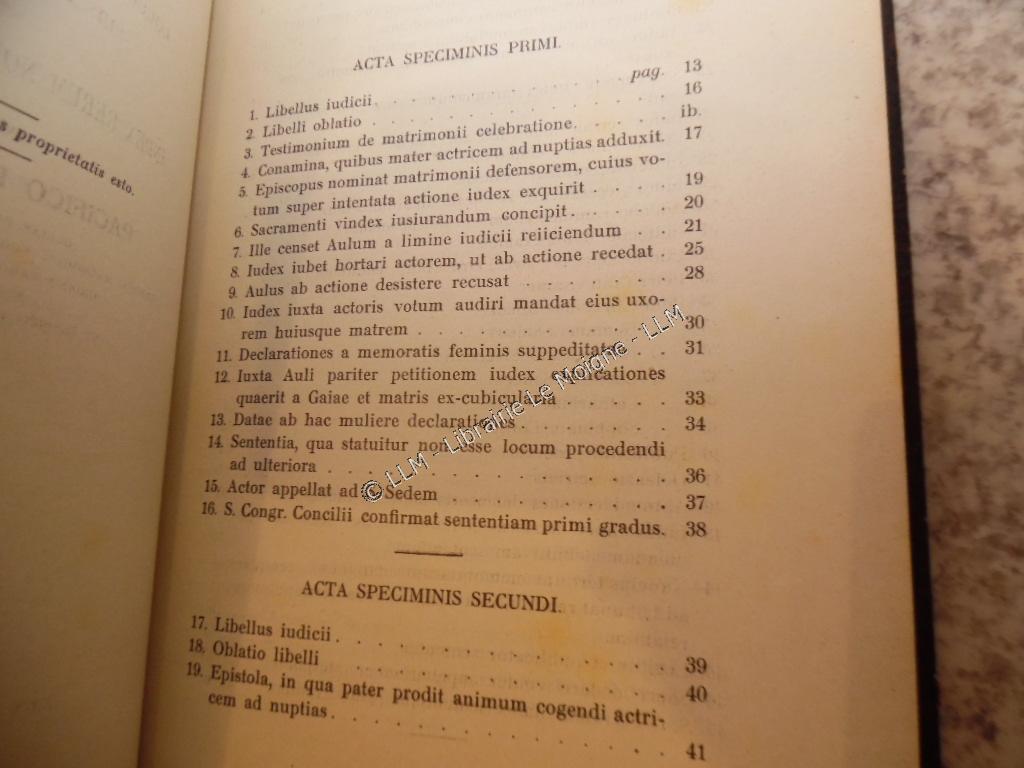 s proprietatis esto.
ACTA SPECIMINIS PRIMI.
1. Libellus iudicii. . . . . . . . . . . . pag. 13
2. Libelli oblatio . . . . . . . . . . . . . 16
3. Testimonium de matrimonii celebratione. . . . . . ib.
4. Conamina, quibus mater actricem ad nuptias adduxit. 17
5. Episcopus nominat matrimonii defensorem, cuius vo-
tum super intentata actione iudex exquirit . . . . 19
6. Sacramenti vindex iusiurandum concipit. . . . . . 20
7. Ille censet Aulum a limine iudicii reiiciendum . . 21
8. Iudex iubet hortari actorem, ut ab actione recedat . 25
9. Aulus ab actione desistere recusat . . . . . . . 28
10. Iudex iuxta actoris votum audiri mandat eius uxo-
rem huiusque matrem . . . . . . . . . . 30
11. Declarationes a memoratis feminis suppeditatae . . 31
12. Iuxta Auli pariter petitionem iudex
quaerit a Gaiae et matris ex-cubicularia . . . . . 33
13. Datae ab hac muliere declarationes . . . . . . . 34
14. Sententia, qua statuitur non esse locum procedendi
ad ulteriora . . . . . . . . . . . . . 36
15. Actor appellat ad S. Sedem . . . . . . . . . 37
16. S. Congr. Concilii confirmat sententiam primi gradus. 38
ACTA SPECIMINIS SECUNDI.
17. Libellus iudicii . . . . . . . . . . . . . 39
18. Oblatio libelli . . . . . . . . . . . . . 40
19. Epistola, in qua pater prodit animum cogendi actri-
cem ad nuptias. . . . . . . . . . . . . 41
© LLM - Librairie Le Moigne - LLM